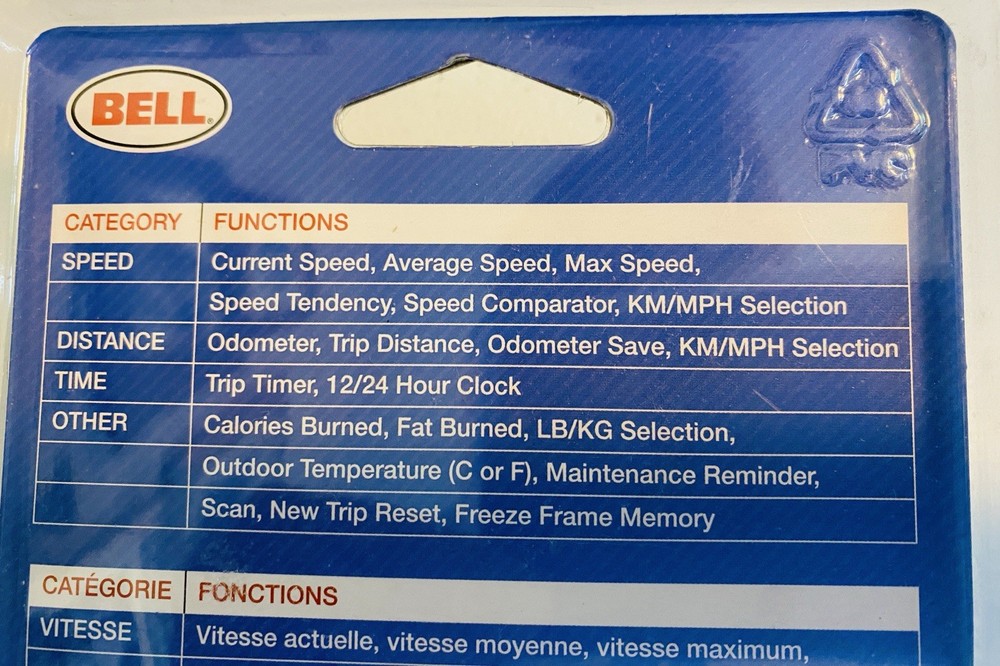 BELL
PVC
CATEGORY FUNCTIONS
SPEED Current Speed, Average Speed, Max Speed,
Speed Tendency, Speed Comparator, KM/MPH Selection
DISTANCE Odometer, Trip Distance, Odometer Save, KM/MPH Selection
TIME Trip Timer, 12/24 Hour Clock
OTHER Calories Burned, Fat Burned, LB/KG Selection,
Outdoor Temperature (C or F), Maintenance Reminder,
Scan, New Trip Reset, Freeze Frame Memory
CATÉGORIE FONCTIONS
VITESSE Vitesse actuelle, vitesse moyenne, vitesse maximum,